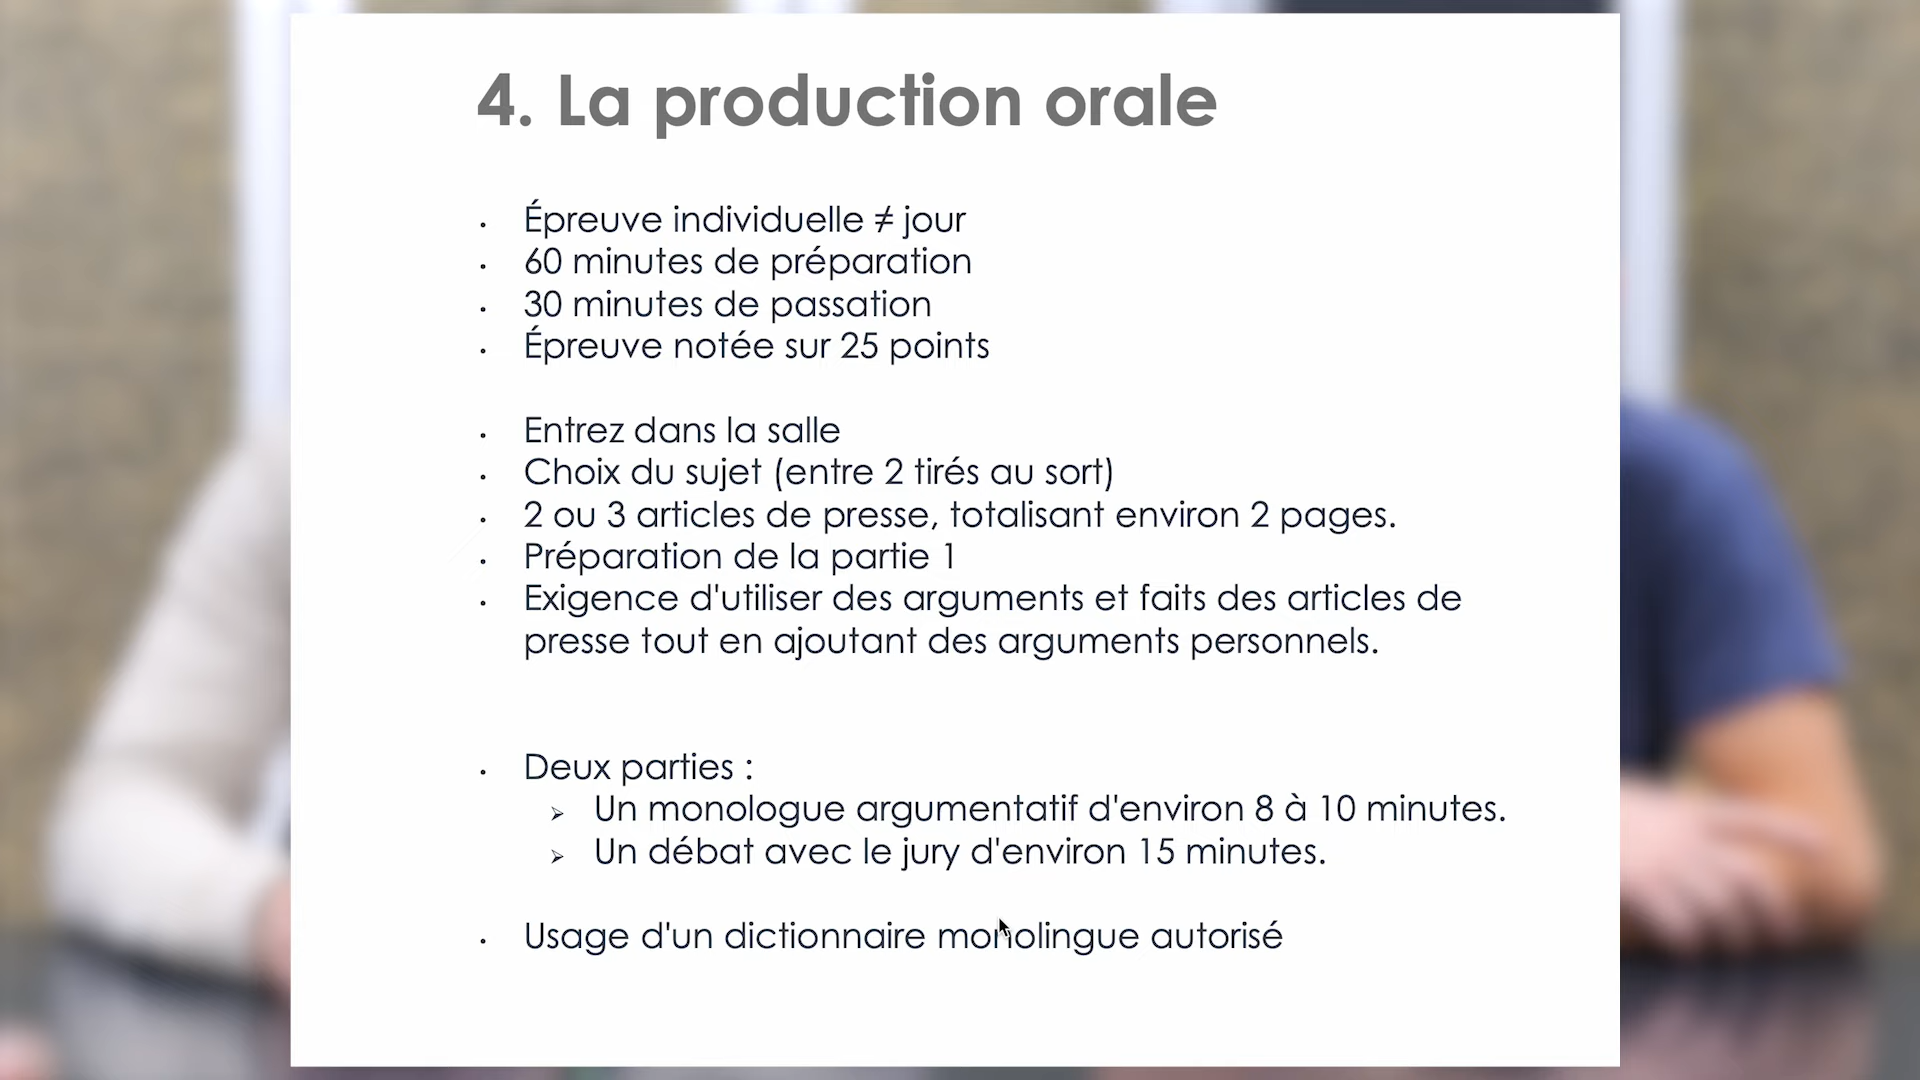 4. La production orale
Épreuve individuelle ≠ jour
60 minutes de préparation
30 minutes de passation
Épreuve notée sur 25 points
Entrez dans la salle
Choix du sujet (entre 2 tirés au sort)
2 ou 3 articles de presse, totalisant environ 2 pages.
Préparation de la partie 1
Exigence d'utiliser des arguments et faits des articles de
presse tout en ajoutant des arguments personnels.
Deux parties :
Un monologue argumentatif d'environ 8 à 10 minutes.
Un débat avec le jury d'environ 15 minutes.
Usage d'un dictionnaire monolingue autorisé